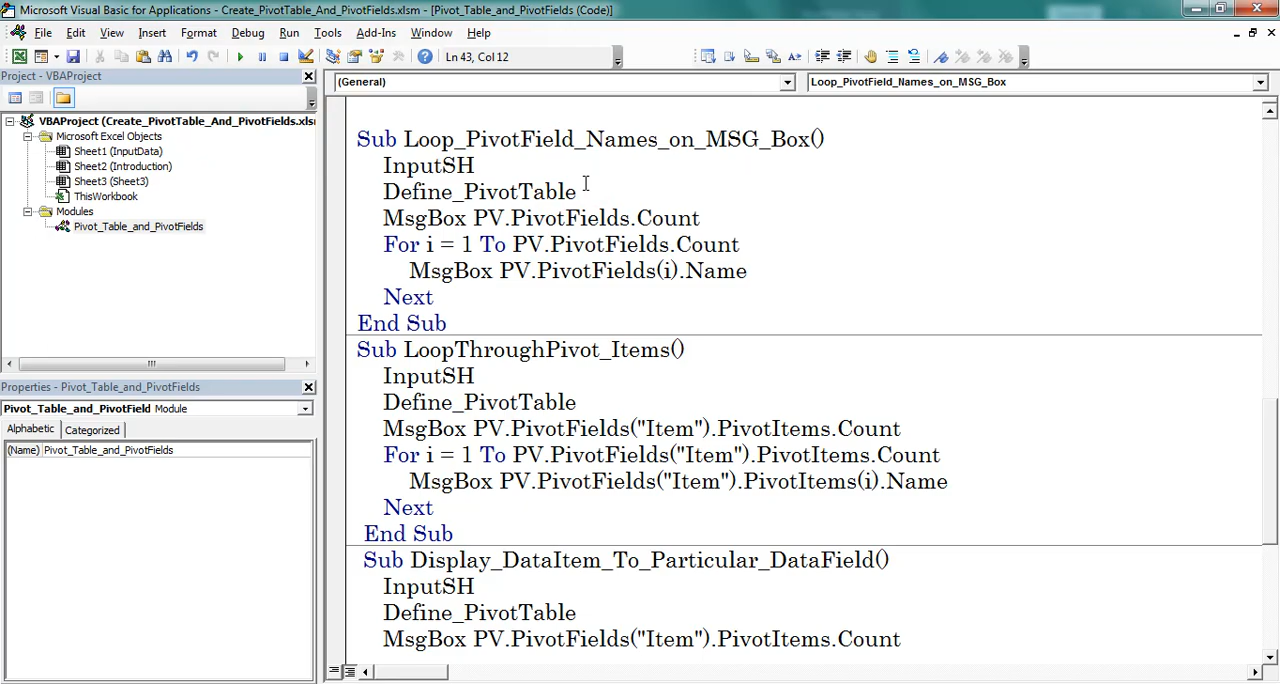 Microsoft Visual Basic for Applications - Create_PivotTable_And_PivotFields.xlsm - [Pivot_Table_and_PivotFields (Code)]
File Edit View Insert Format Debug Run Tools Add-Ins Window Help
Ln 43, Col 12
Project - VBAProject
VBAProject (Create_PivotTable_And_PivotFields.xlsm
Microsoft Excel Objects
Sheet1 (InputData)
Sheet2 (Introduction)
Sheet3 (Sheet3)
ThisWorkbook
Modules
Pivot_Table_and_PivotFields
Properties - Pivot_Table_and_PivotFields
Pivot_Table_and_PivotField Module
Alphabetic Categorized
(Name) Pivot_Table_and_PivotFields
(General) Loop_PivotField_Names_on_MSG_Box
Sub Loop_PivotField_Names_on_MSG_Box()
InputSH
Define_PivotTable
MsgBox PV.PivotFields.Count
For i = 1 To PV.PivotFields.Count
MsgBox PV.PivotFields(i).Name
Next
End Sub
Sub LoopThroughPivot_Items()
InputSH
Define_PivotTable
MsgBox PV.PivotFields("Item").PivotItems.Count
For i = 1 To PV.PivotFields("Item").PivotItems.Count
MsgBox PV.PivotFields("Item").PivotItems(i).Name
Next
End Sub
Sub Display_DataItem_To_Particular_DataField()
InputSH
Define_PivotTable
MsgBox PV.PivotFields("Item").PivotItems.Count